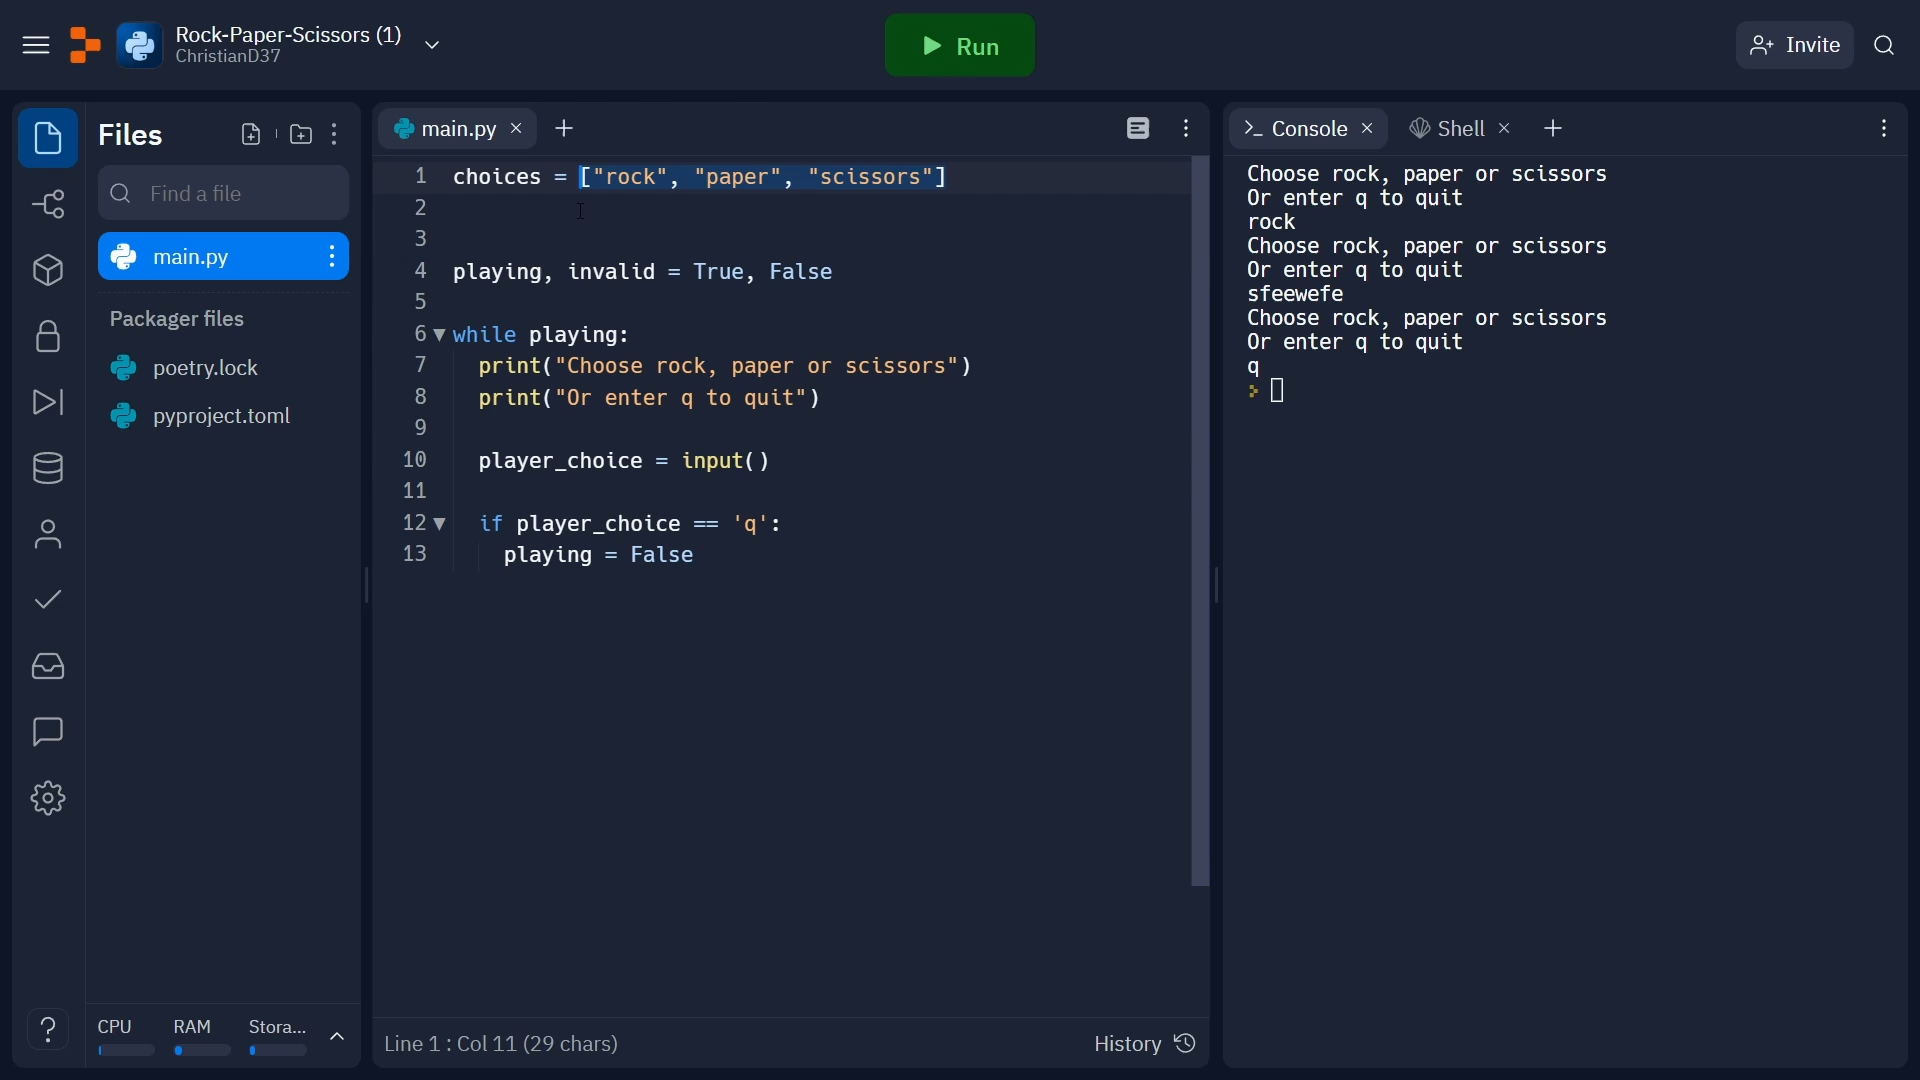 Rock-Paper-Scissors (1)
ChristianD37
Run
Invite
Files
Find a file
main.py
Packager files
poetry.lock
pyproject.toml
CPU
RAM
Stora...
main.py
1 choices = ["rock", "paper", "scissors"]
2
3
4 playing, invalid = True, False
5
6 while playing:
7 print("Choose rock, paper or scissors")
8 print("Or enter q to quit")
9
10 player_choice = input()
11
12 if player_choice == 'q':
13 playing = False
Line 1 : Col 11 (29 chars)
History
Console
Shell
Choose rock, paper or scissors
Or enter q to quit
rock
Choose rock, paper or scissors
Or enter q to quit
sfeewefe
Choose rock, paper or scissors
Or enter q to quit
q